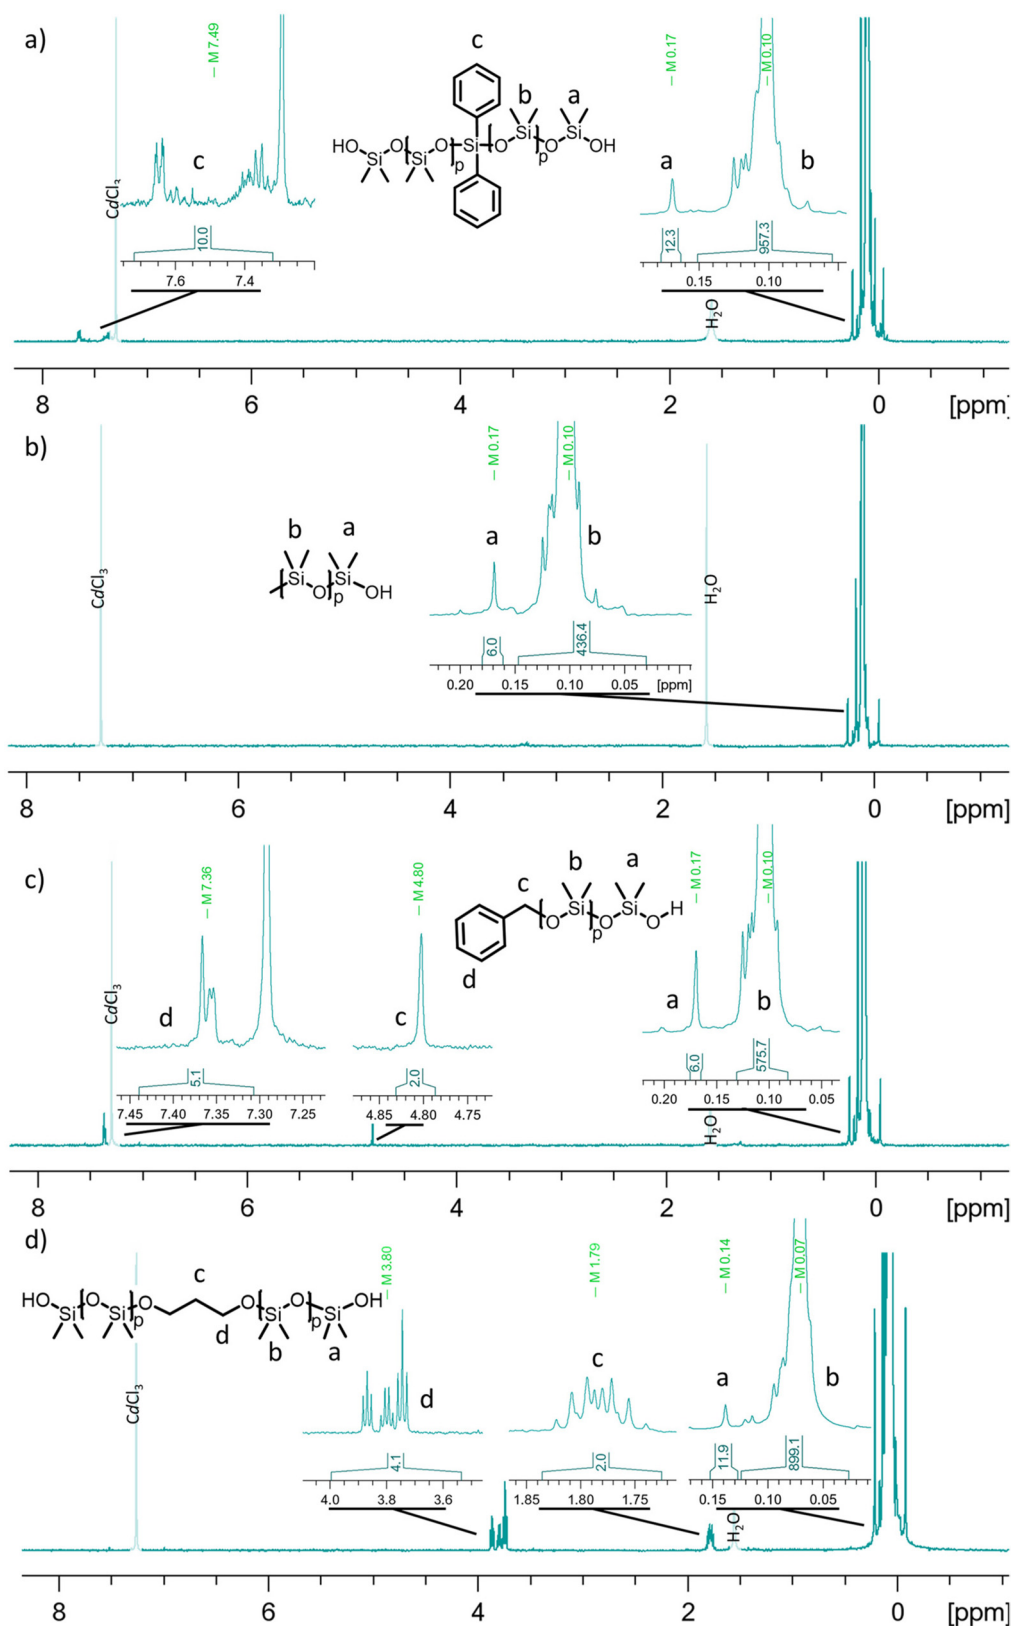 a)
M 7.49
c
M 0.17
M 0.10
b
a
HO
Si
O
Si
O
p
Si
O
Si
p
O
Si
OH
c
a
b
CdCl3
10.0
12.3
957.3
7.6
7.4
0.15
0.10
H2O
8
6
4
2
0
[ppm]
b)
M 0.17
M 0.10
b
a
Si
O
p
Si
OH
a
b
CdCl3
H2O
6.0
436.4
0.20
0.15
0.10
0.05
[ppm]
8
6
4
2
0
[ppm]
c)
M 7.36
M 4.80
b
a
c
M 0.17
M 0.10
O
Si
p
O
Si
O
H
d
CdCl3
d
c
a
b
5.1
2.0
6.0
575.7
7.45
7.40
7.35
7.30
7.25
4.85
4.80
4.75
0.20
0.15
0.10
0.05
H2O
8
6
4
2
0
[ppm]
d)
M 3.80
M 1.79
M 0.14
M 0.07
c
HO
Si
O
Si
p
O
O
Si
O
p
Si
OH
d
b
a
c
d
a
b
CdCl3
4.1
2.0
11.9
899.1
4.0
3.8
3.6
1.85
1.80
1.75
0.15
0.10
0.05
H2O
8
6
4
2
0
[ppm]